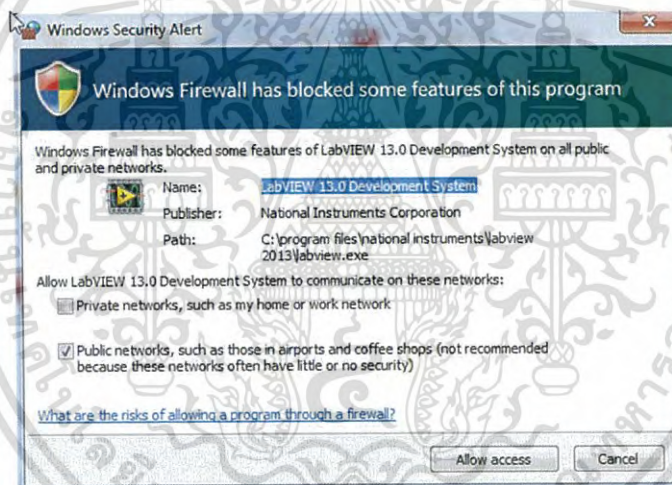 Windows Security Alert
Windows Firewall has blocked some features of this program
Windows Firewall has blocked some features of LabVIEW 13.0 Development System on all public
and private networks.
Name: LabVIEW 13.0 Development System
Publisher: National Instruments Corporation
Path: C:\program files\national instruments\labview
2013\labview.exe
Allow LabVIEW 13.0 Development System to communicate on these networks:
Private networks, such as my home or work network
Public networks, such as those in airports and coffee shops (not recommended
because these networks often have little or no security)
What are the risks of allowing a program through a firewall?
Allow access Cancel